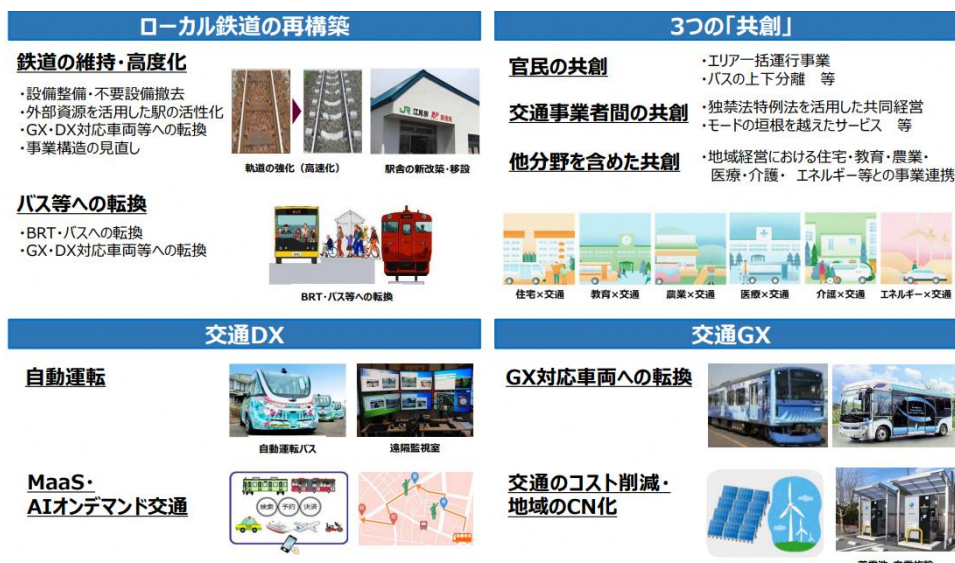 ローカル鉄道の再構築
鉄道の維持・高度化
・設備整備・不要設備撤去
・外部資源を活用した駅の活性化
・GX・DX対応車両等への転換
・事業構造の見直し
軌道の強化（高速化）
JR 江見駅
駅舎の新改築・移設
バス等への転換
・BRT・バスへの転換
・GX・DX対応車両等への転換
BRT・バス等への転換
3つの「共創」
官民の共創
・エリア一括運行事業
・バスの上下分離　等
交通事業者間の共創
・独禁法特例法を活用した共同経営
・モードの垣根を越えたサービス　等
他分野を含めた共創
・地域経営における住宅・教育・農業・
医療・介護・ エネルギー等との事業連携
住宅×交通
教育×交通
農業×交通
医療×交通
介護×交通
エネルギー×交通
交通DX
自動運転
自動運転バス
遠隔監視室
MaaS・
AIオンデマンド交通
検索
予約
決済
交通GX
GX対応車両への転換
交通のコスト削減・
地域のCN化